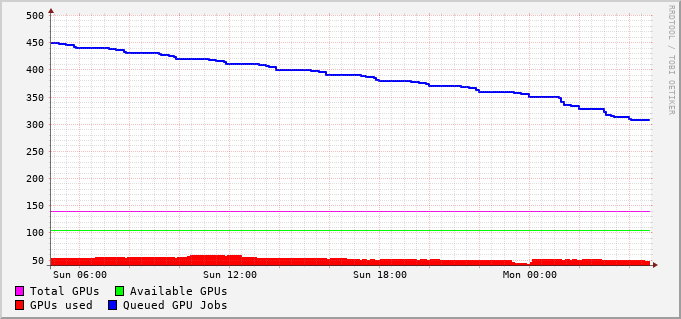 500
450
400
350
300
250
200
150
100
50
Sun 06:00 Sun 12:00 Sun 18:00 Mon 00:00
Total GPUs Available GPUs
GPUs used Queued GPU Jobs
RRDTOOL / TOBI OETIKER